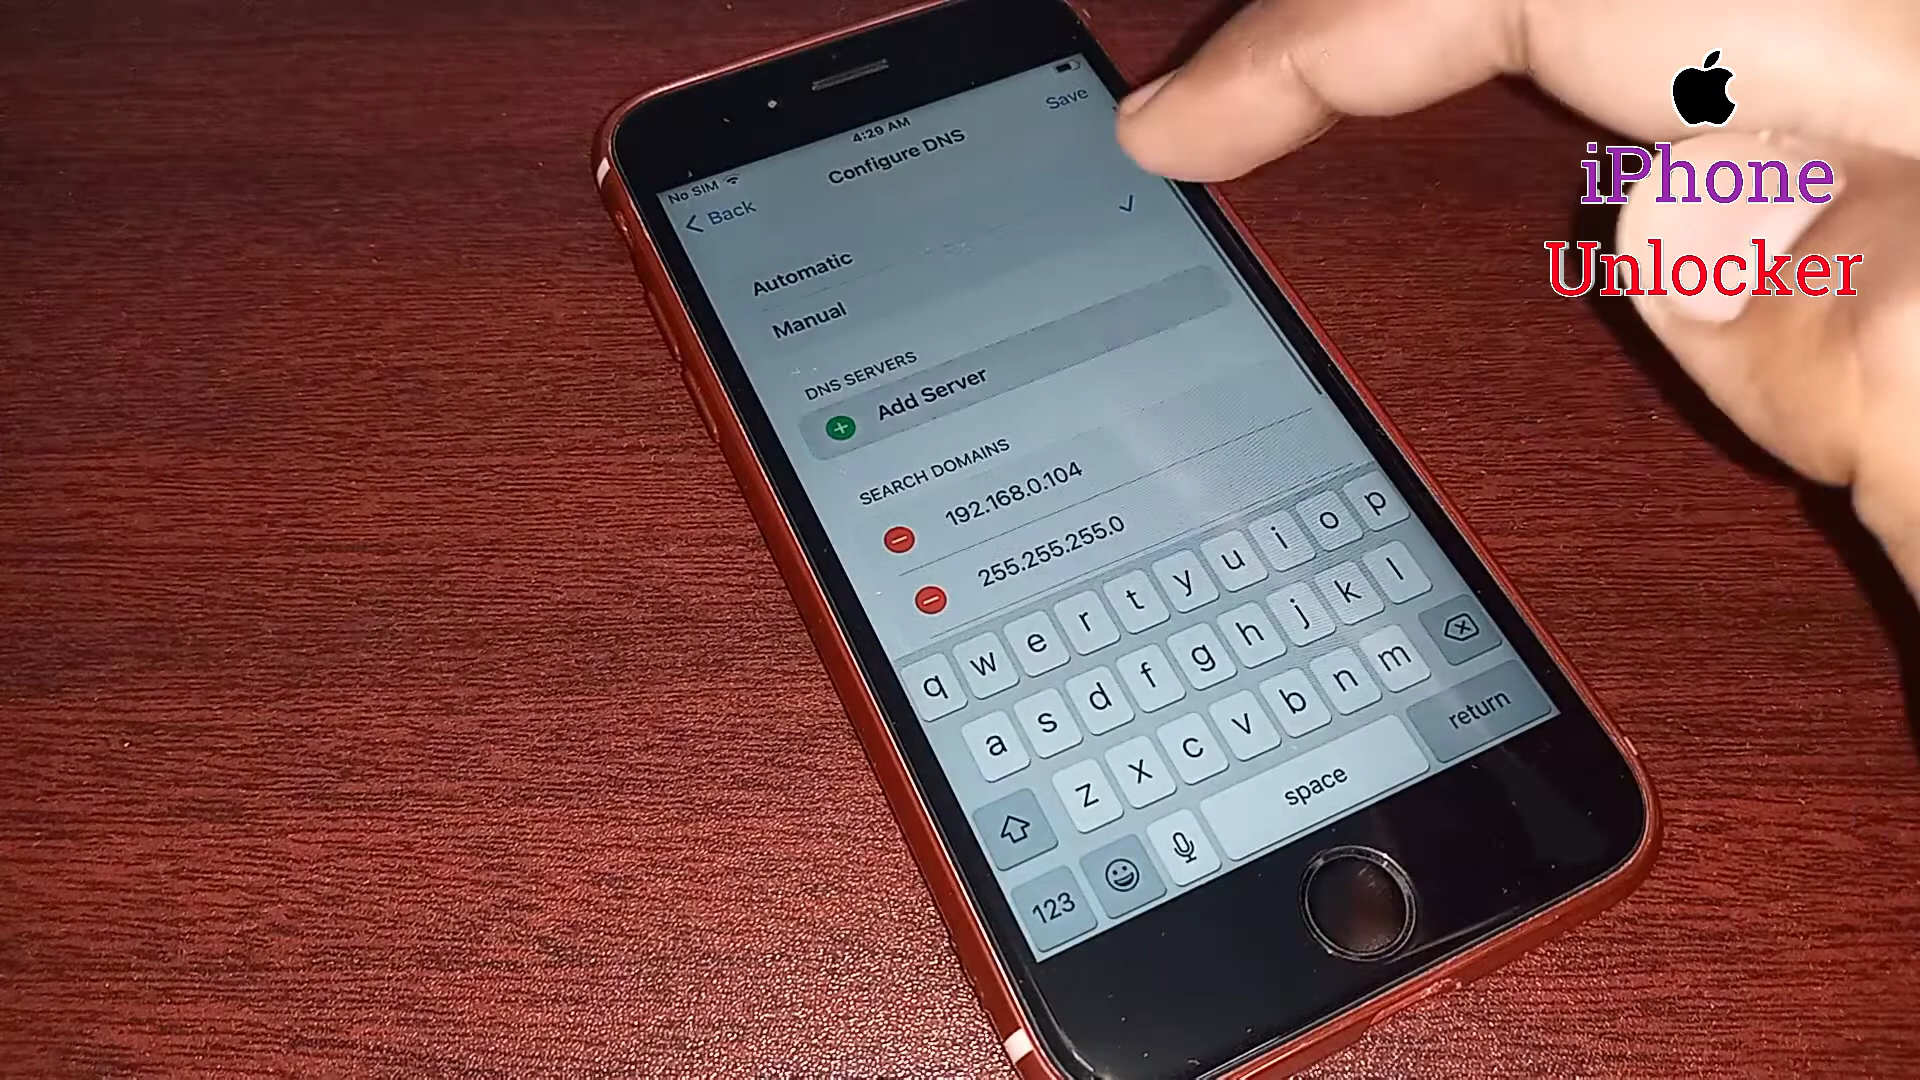 No SIM
4:29 AM
Back
Configure DNS
Save
Automatic
Manual
DNS SERVERS
Add Server
SEARCH DOMAINS
192.168.0.104
255.255.255.0
q w e r t y u i o p
a s d f g h j k l
z x c v b n m
123
space
return
iPhone
Unlocker